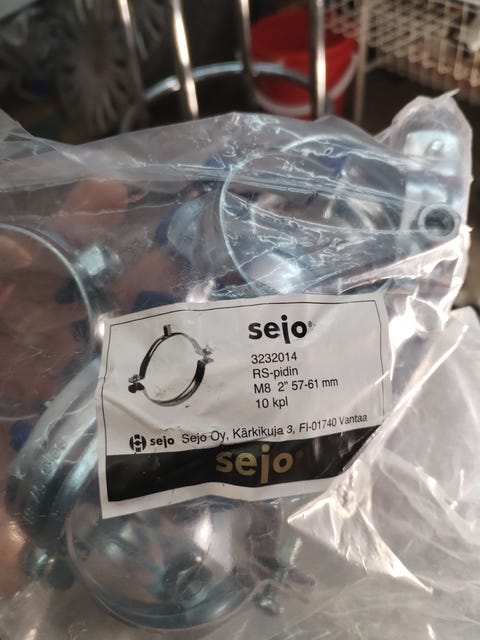 sejo®
3232014
RS-pidin
M8 2" 57-61 mm
10 kpl
sejo Sejo Oy, Kärkikuja 3, FI-01740 Vantaa
sejo®